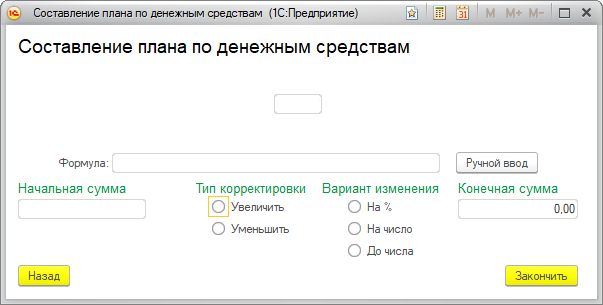 Составление плана по денежным средствам (1С:Предприятие)
M M+ M-
Составление плана по денежным средствам
Формула:
Ручной ввод
Начальная сумма Тип корректировки Вариант изменения Конечная сумма
Увеличить На % 0,00
Уменьшить На число
До числа
Назад Закончить